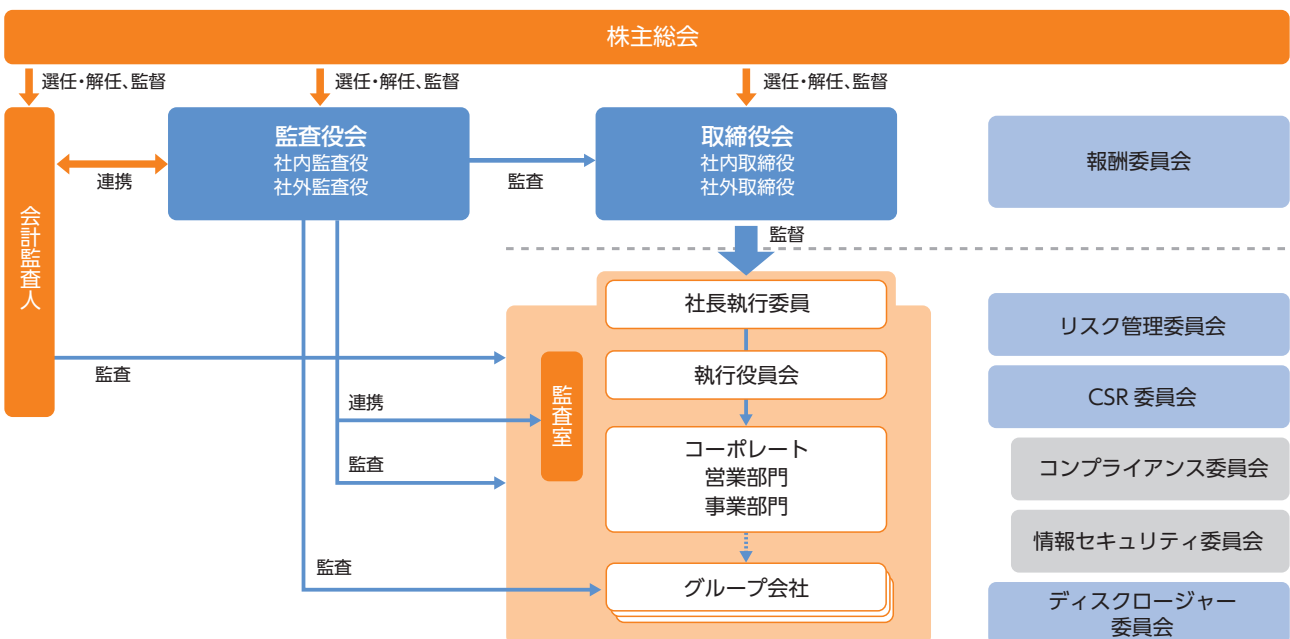 株主総会
選任・解任、監督
選任・解任、監督
選任・解任、監督
会計監査人
連携
監査役会
社内監査役
社外監査役
監査
取締役会
社内取締役
社外取締役
報酬委員会
監督
社長執行委員
リスク管理委員会
監査
監査室
執行役員会
CSR 委員会
連携
監査
コーポレート
営業部門
事業部門
コンプライアンス委員会
情報セキュリティ委員会
監査
グループ会社
ディスクロージャー
委員会